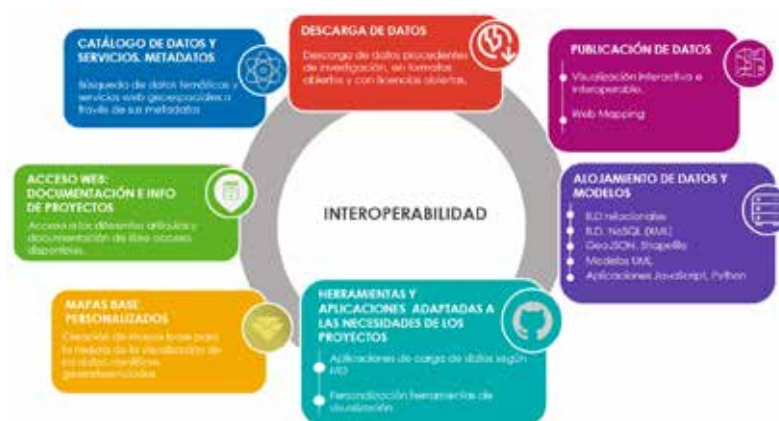 CATÁLOGO DE DATOS Y
SERVICIOS. METADATOS
Búsqueda de datos temáticos y
servicios web geoespaciales a
través de sus metadatos
DESCARGA DE DATOS
Descarga de datos procedentes
de investigación, en formatos
abiertos y con licencias abiertas.
PUBLICACIÓN DE DATOS
Visualización interactiva e
interoperable.
Web Mapping
ACCESO WEB:
DOCUMENTACIÓN E INFO
DE PROYECTOS
Acceso a los diferentes artículos y
documentación de libre acceso
disponibles.
INTEROPERABILIDAD
ALOJAMIENTO DE DATOS Y
MODELOS
B.D relacionales
B.D. NoSQL (XML)
GeoJSON, Shapefile
Modelos UML
Aplicaciones JavaScript, Python
MAPAS BASE
PERSONALIZADOS
Creación de mapas base para
la mejora de la visualización de
los datos científicos
georreferenciados
HERRAMIENTAS Y
APLICACIONES ADAPTADAS A
LAS NECESIDADES DE LOS
PROYECTOS
Aplicaciones de carga de datos según
Personalización herramientas de
visualización